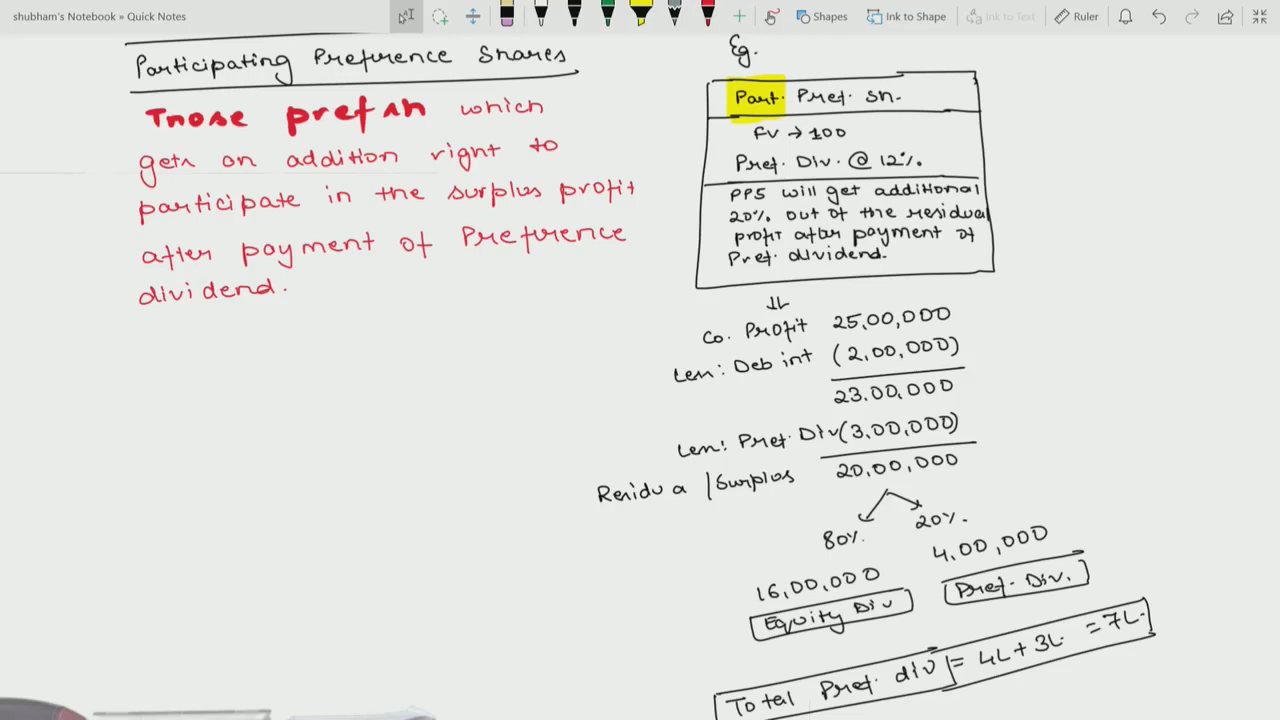 shubham's Notebook » Quick Notes
Shapes
Ink to Shape
Ink to Text
Ruler
Participating Preference Shares
Those prefsh which
gets on addition right to
participate in the surplus profit
after payment of Preference
dividend.
Eg.
Part. Pref. Sh.
FV → 100
Pref. Div. @ 12%.
PPS will get additional
20% out of the residual
profit after payment of
Pref. dividend.
Co. Profit 25,00,000
Less: Deb int (2,00,000)
23,00,000
Less: Pref. Div (3,00,000)
Residua /Surplus 20,00,000
80% 20%.
16,00,000 4,00,000
Equity Div Pref. Div.
Total Pref. div = 4L + 3L = 7L.